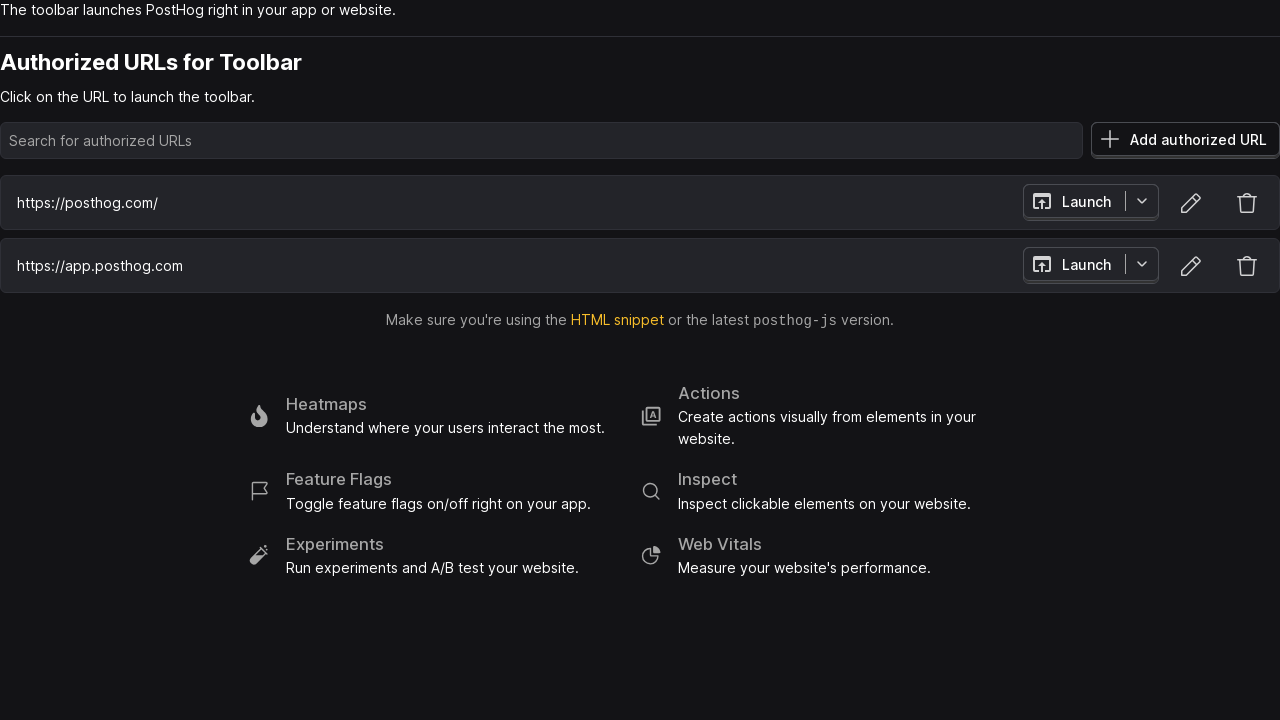 The toolbar launches PostHog right in your app or website.
Authorized URLs for Toolbar
Click on the URL to launch the toolbar.
Search for authorized URLs
Add authorized URL
https://posthog.com/
Launch
https://app.posthog.com
Launch
Make sure you're using the HTML snippet or the latest posthog-js version.
Heatmaps
Understand where your users interact the most.
Actions
Create actions visually from elements in your
website.
Feature Flags
Toggle feature flags on/off right on your app.
Inspect
Inspect clickable elements on your website.
Experiments
Run experiments and A/B test your website.
Web Vitals
Measure your website's performance.